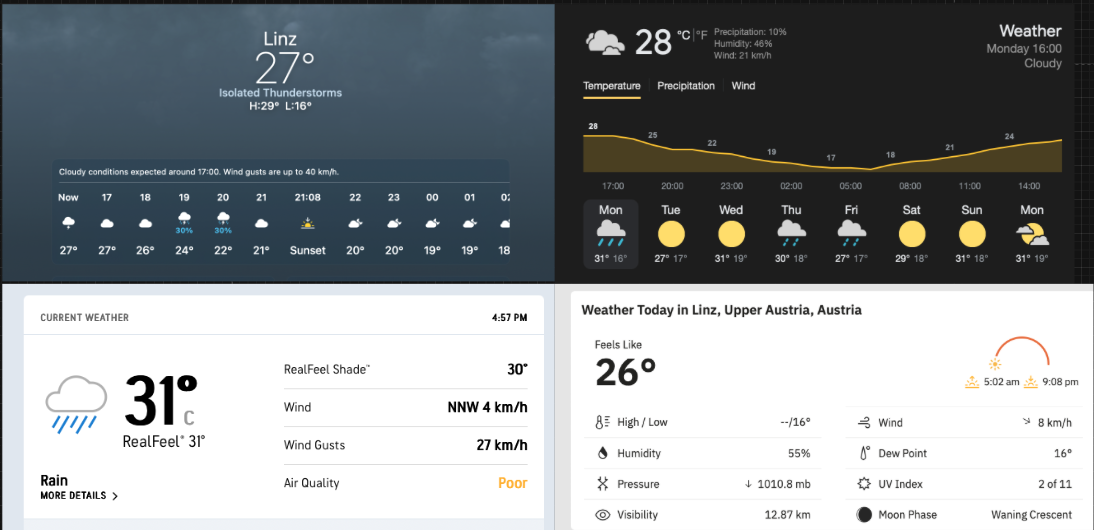 Linz
27°
Isolated Thunderstorms
H:29° L:16°
Cloudy conditions expected around 17:00. Wind gusts are up to 40 km/h.
Now 17 18 19 20 21 21:08 22 23 00 01 02
30% 30%
27° 27° 26° 24° 22° 21° Sunset 20° 20° 19° 19° 18
28 °C | °F
Precipitation: 10%
Humidity: 46%
Wind: 21 km/h
Weather
Monday 16:00
Cloudy
Temperature | Precipitation | Wind
28 25 22 19 17 18 21 24
17:00 20:00 23:00 02:00 05:00 08:00 11:00 14:00
Mon Tue Wed Thu Fri Sat Sun Mon
31° 16° 27° 17° 31° 19° 30° 18° 27° 17° 29° 18° 31° 18° 31° 19°
CURRENT WEATHER 4:57 PM
31° C
RealFeel® 31°
Rain
MORE DETAILS >
RealFeel Shade™ 30°
Wind NNW 4 km/h
Wind Gusts 27 km/h
Air Quality Poor
Weather Today in Linz, Upper Austria, Austria
Feels Like
26°
5:02 am 9:08 pm
High / Low --/16°
Humidity 55%
Pressure ↓ 1010.8 mb
Visibility 12.87 km
Wind 8 km/h
Dew Point 16°
UV Index 2 of 11
Moon Phase Waning Crescent